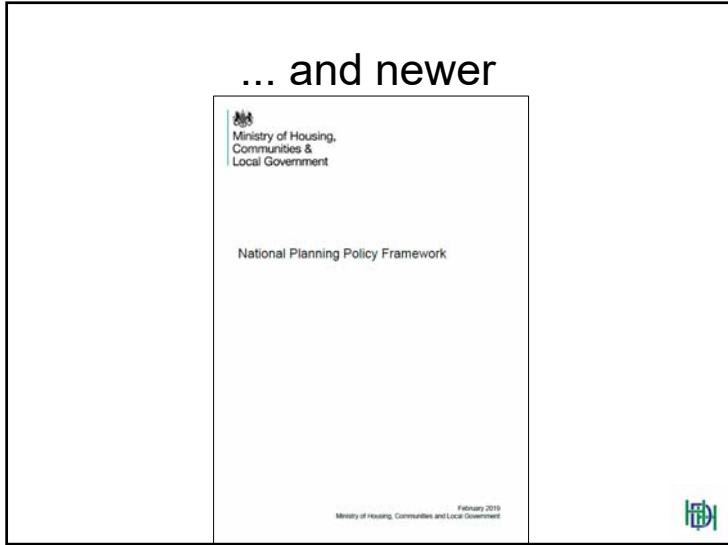 ... and newer
Ministry of Housing,
Communities &
Local Government
National Planning Policy Framework
February 2019
Ministry of Housing, Communities and Local Government